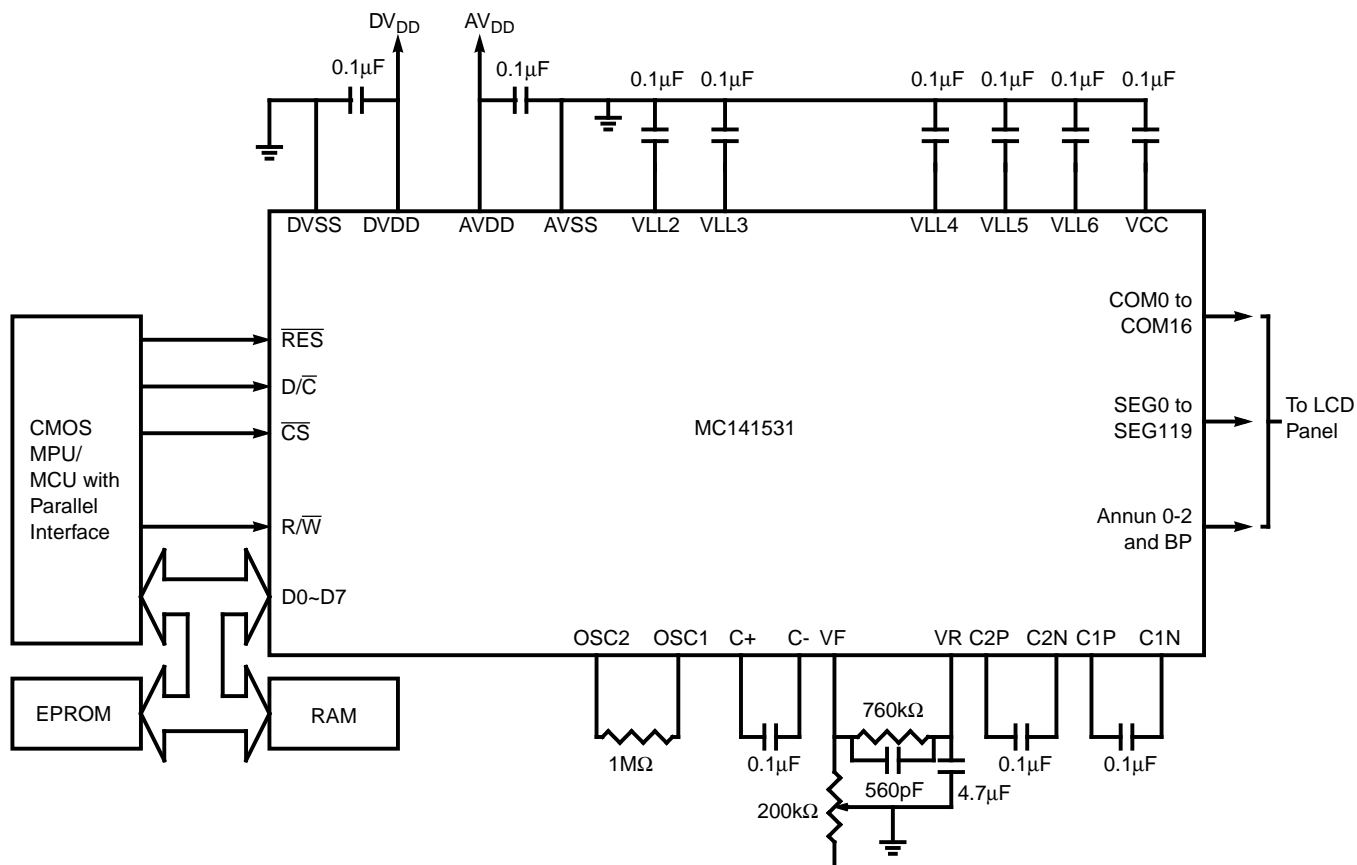 DV_DD AV_DD
0.1μF 0.1μF 0.1μF 0.1μF 0.1μF 0.1μF 0.1μF 0.1μF
DVSS DVDD AVDD AVSS VLL2 VLL3 VLL4 VLL5 VLL6 VCC
CMOS
MPU/
MCU with
Parallel
Interface
R̅E̅S̅
D/C̅
C̅S̅
R/W̅
D0~D7
MC141531
COM0 to
COM16
SEG0 to
SEG119
Annun 0-2
and BP
To LCD
Panel
OSC2 OSC1 C+ C- VF VR C2P C2N C1P C1N
EPROM
RAM
1MΩ
0.1μF
760kΩ
560pF
4.7μF
200kΩ
0.1μF
0.1μF